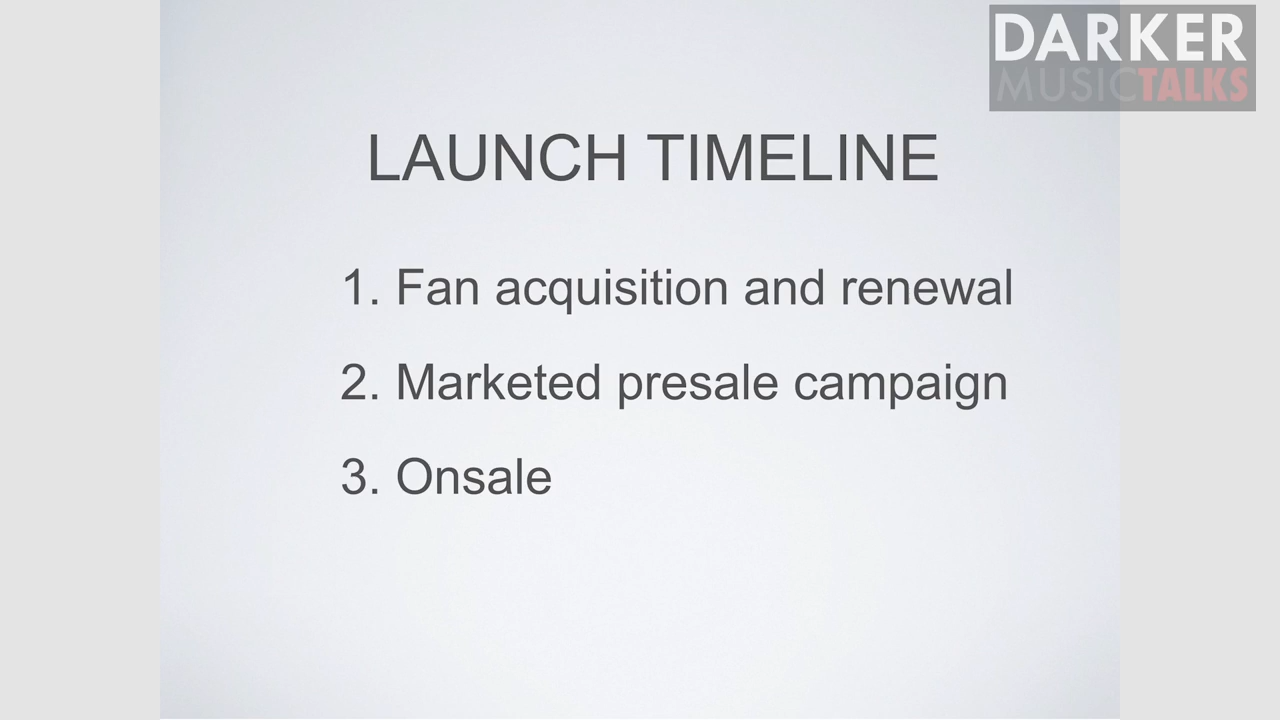 DARKER
MUSICTALKS
LAUNCH TIMELINE
1. Fan acquisition and renewal
2. Marketed presale campaign
3. Onsale